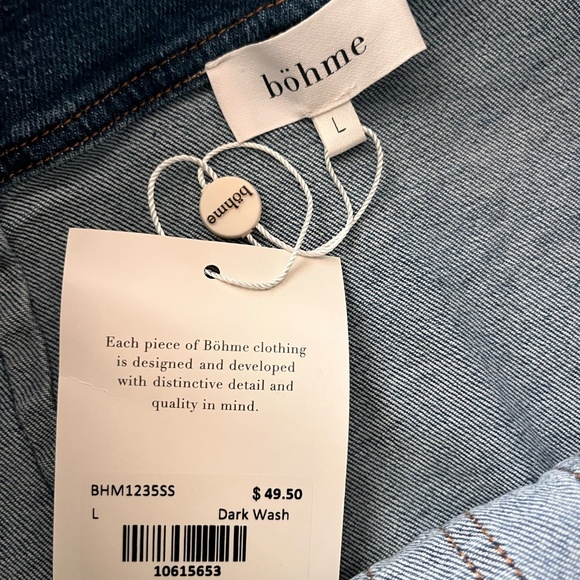 böhme
L
böhme
Each piece of Böhme clothing
is designed and developed
with distinctive detail and
quality in mind.
BHM1235SS $ 49.50
L Dark Wash
10615653